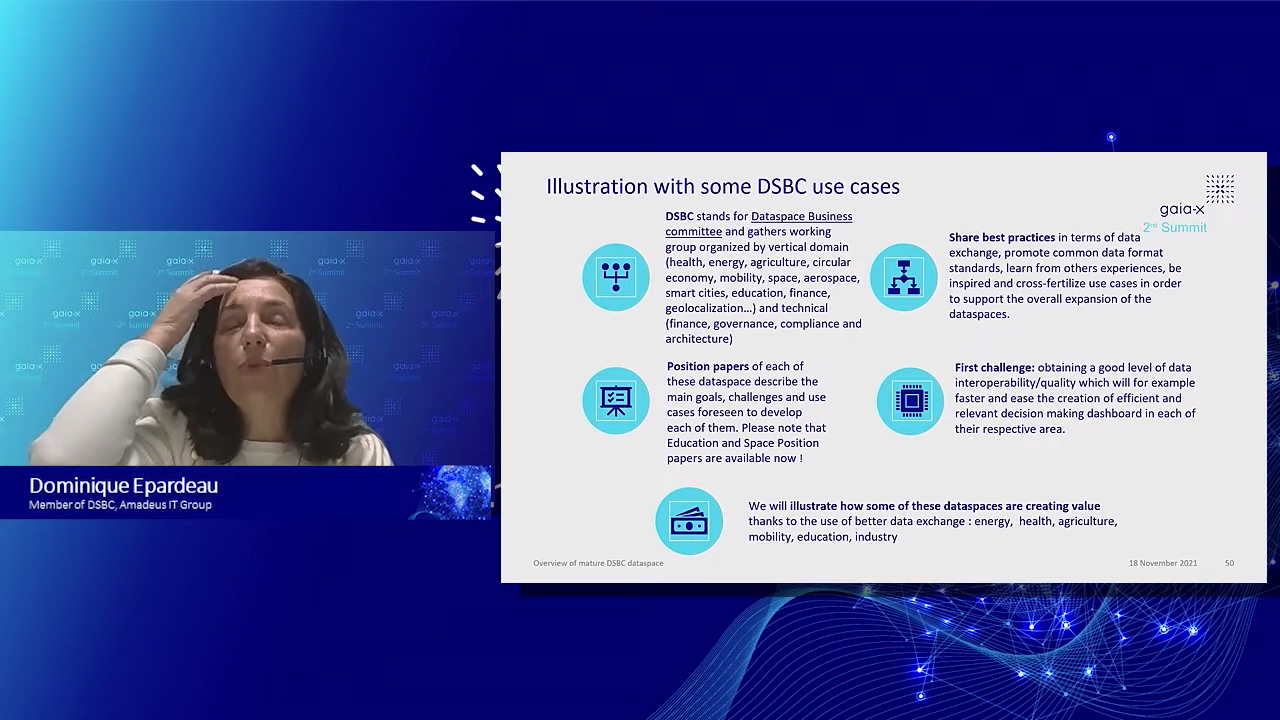 Illustration with some DSBC use cases
gaia-x
2nd Summit
DSBC stands for Dataspace Business
committee and gathers working
group organized by vertical domain
(health, energy, agriculture, circular
economy, mobility, space, aerospace,
smart cities, education, finance,
geolocalization...) and technical
(finance, governance, compliance and
architecture)
Share best practices in terms of data
exchange, promote common data format
standards, learn from others experiences, be
inspired and cross-fertilize use cases in order
to support the overall expansion of the
dataspaces.
Position papers of each of
these dataspace describe the
main goals, challenges and use
cases foreseen to develop
each of them. Please note that
Education and Space Position
papers are available now !
First challenge: obtaining a good level of data
interoperability/quality which will for example
faster and ease the creation of efficient and
relevant decision making dashboard in each of
their respective area.
We will illustrate how some of these dataspaces are creating value
thanks to the use of better data exchange : energy,  health, agriculture,
mobility, education, industry
Overview of mature DSBC dataspace
18 November 2021
50
Dominique Epardeau
Member of DSBC, Amadeus IT Group